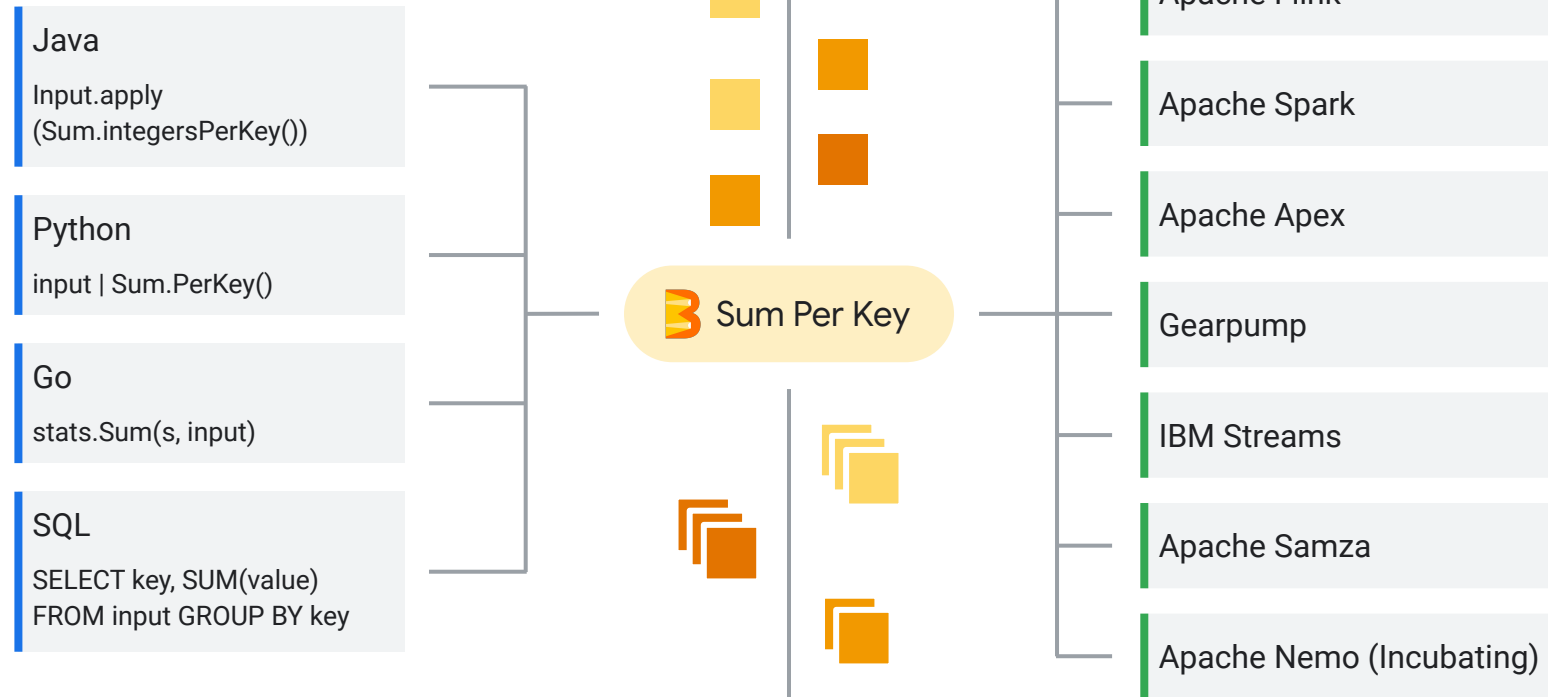 Java
Input.apply
(Sum.integersPerKey())
Python
input | Sum.PerKey()
Go
stats.Sum(s, input)
SQL
SELECT key, SUM(value)
FROM input GROUP BY key
Sum Per Key
Apache Flink
Apache Spark
Apache Apex
Gearpump
IBM Streams
Apache Samza
Apache Nemo (Incubating)